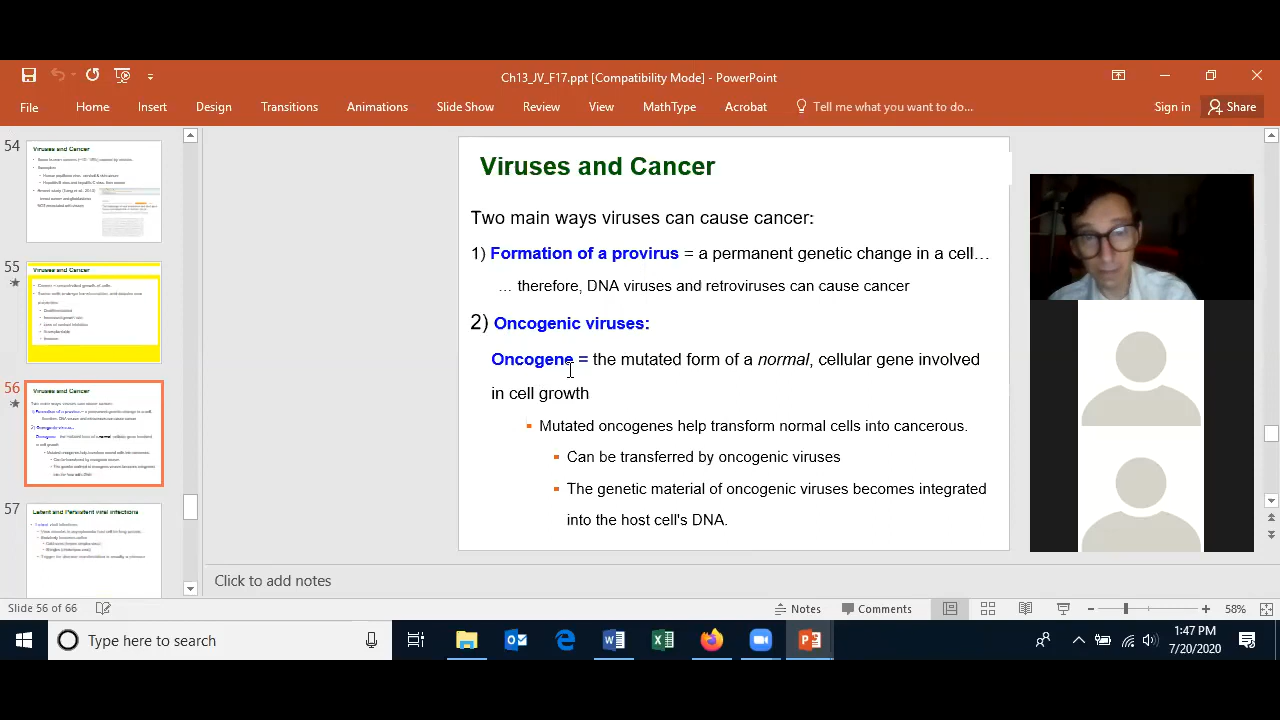 Ch13_JV_F17.ppt [Compatibility Mode] - PowerPoint
File Home Insert Design Transitions Animations Slide Show Review View MathType Acrobat Tell me what you want to do... Sign in Share
54
Viruses and Cancer
55
Viruses and Cancer
56
Viruses and Cancer
Two main ways viruses can cause cancer:
57
Latent and Persistent viral infections
Viruses and Cancer
Two main ways viruses can cause cancer:
1) Formation of a provirus = a permanent genetic change in a cell…
… therefore, DNA viruses and retroviruses cause cancer
2) Oncogenic viruses:
Oncogene = the mutated form of a normal, cellular gene involved
in cell growth
Mutated oncogenes help transform normal cells into cancerous.
Can be transferred by oncogenic viruses
The genetic material of oncogenic viruses becomes integrated
into the host cell's DNA.
Click to add notes
Slide 56 of 66 Notes Comments 58%
Type here to search
1:47 PM
7/20/2020